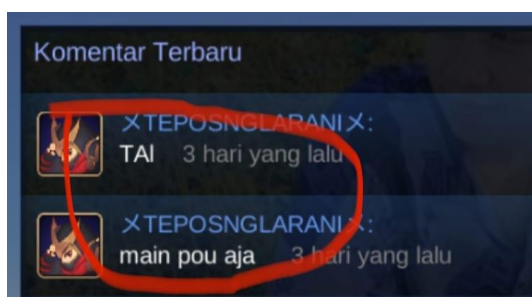 Komentar Terbaru
メTEPOSNGLARANIメ:
TAI 3 hari yang lalu
メTEPOSNGLARANIメ:
main pou aja 3 hari yang lalu